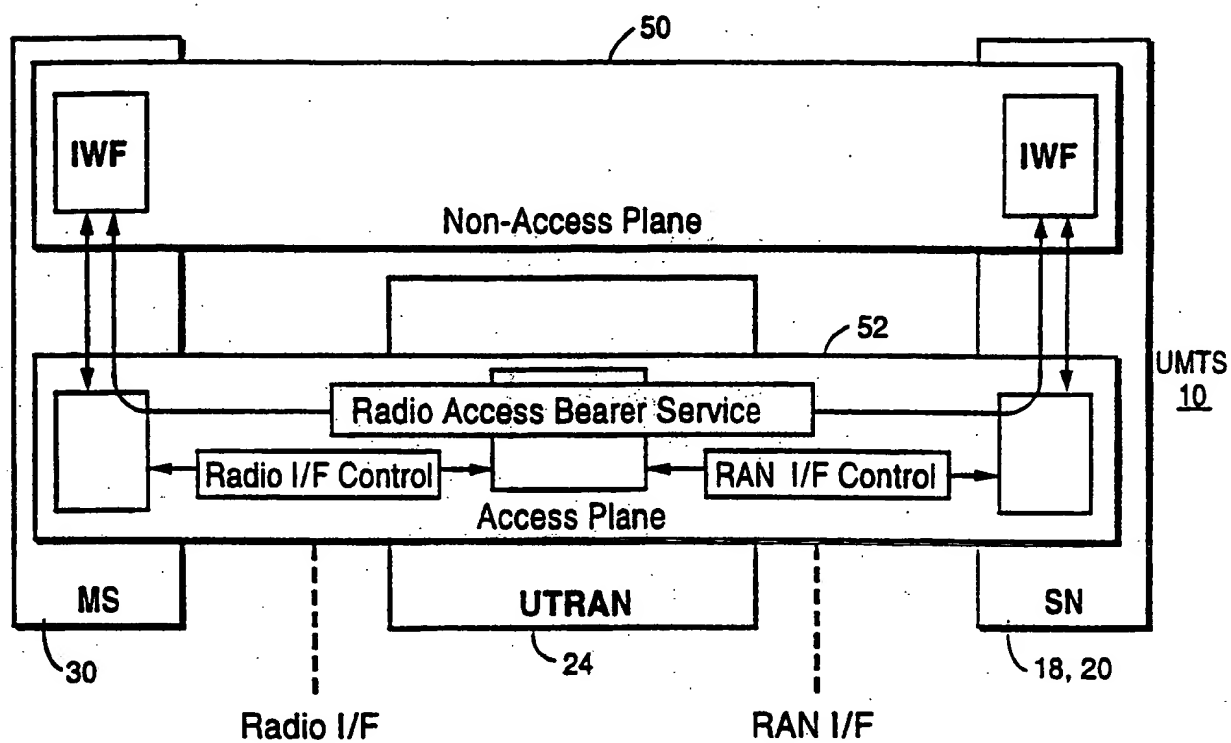 50
IWF
IWF
Non-Access Plane
52
UMTS
10
Radio Access Bearer Service
Radio I/F Control
RAN I/F Control
Access Plane
MS
UTRAN
SN
30
24
18, 20
Radio I/F
RAN I/F